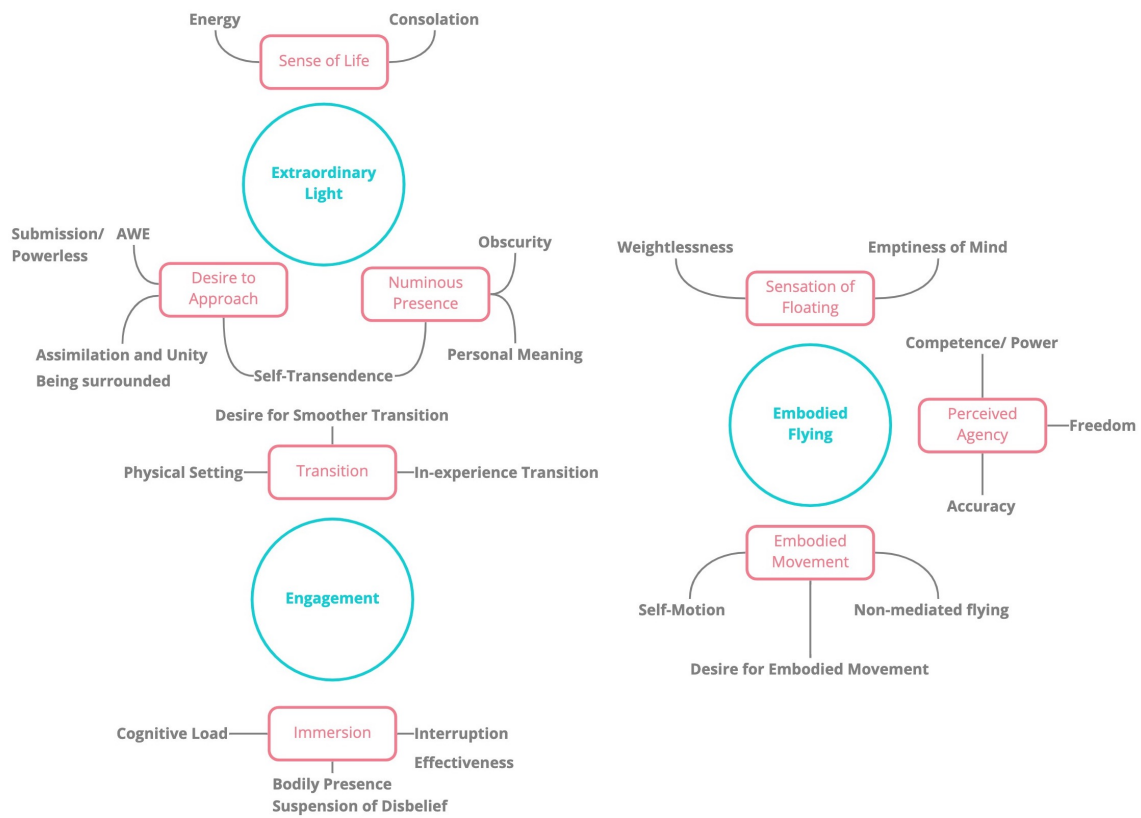 Energy
Consolation
Sense of Life
Extraordinary
Light
Submission/
Powerless
AWE
Desire to
Approach
Numinous
Presence
Obscurity
Assimilation and Unity
Being surrounded
Self-Transendence
Personal Meaning
Desire for Smoother Transition
Physical Setting
Transition
In-experience Transition
Engagement
Cognitive Load
Immersion
Interruption
Effectiveness
Bodily Presence
Suspension of Disbelief
Weightlessness
Emptiness of Mind
Sensation of
Floating
Competence/ Power
Embodied
Flying
Perceived
Agency
Freedom
Accuracy
Embodied
Movement
Self-Motion
Non-mediated flying
Desire for Embodied Movement